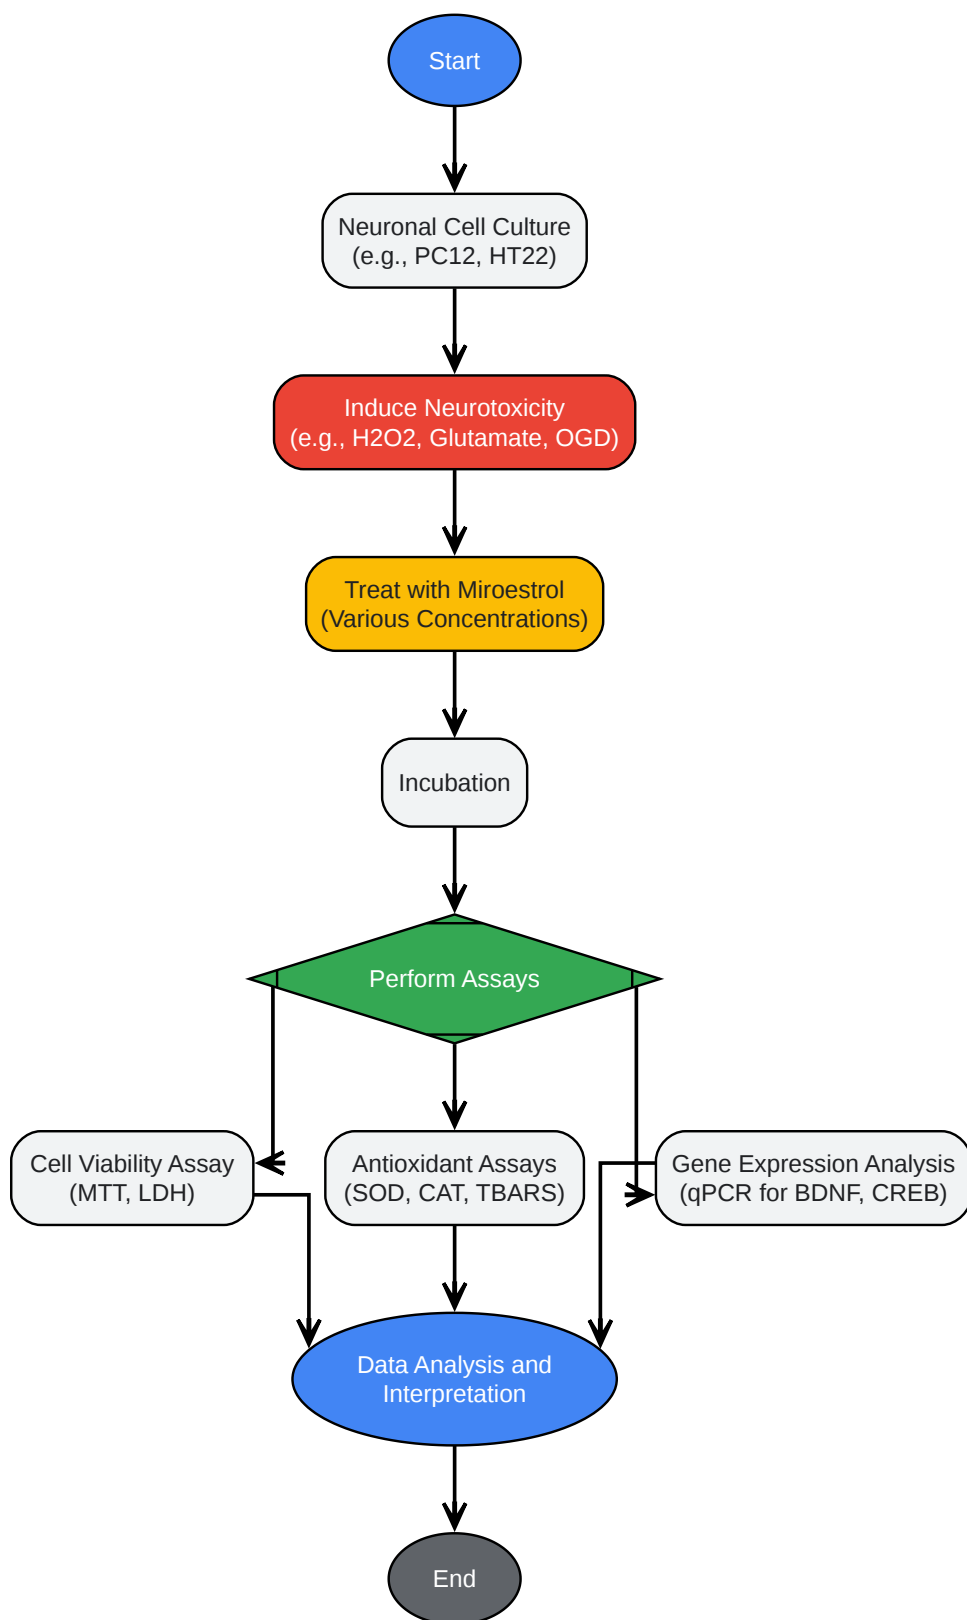 Start
Neuronal Cell Culture
(e.g., PC12, HT22)
Induce Neurotoxicity
(e.g., H2O2, Glutamate, OGD)
Treat with Miroestrol
(Various Concentrations)
Incubation
Perform Assays
Cell Viability Assay
(MTT, LDH)
Antioxidant Assays
(SOD, CAT, TBARS)
Gene Expression Analysis
(qPCR for BDNF, CREB)
Data Analysis and
Interpretation
End